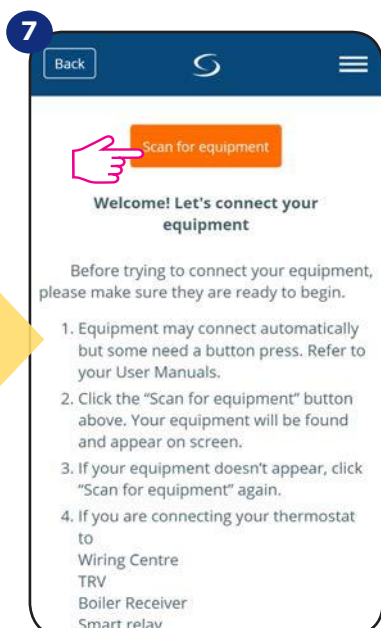 7
Back
Scan for equipment
Welcome! Let's connect your
equipment
Before trying to connect your equipment,
please make sure they are ready to begin.
1. Equipment may connect automatically
but some need a button press. Refer to
your User Manuals.
2. Click the “Scan for equipment” button
above. Your equipment will be found
and appear on screen.
3. If your equipment doesn’t appear, click
“Scan for equipment” again.
4. If you are connecting your thermostat
to
Wiring Centre
TRV
Boiler Receiver
Smart relay